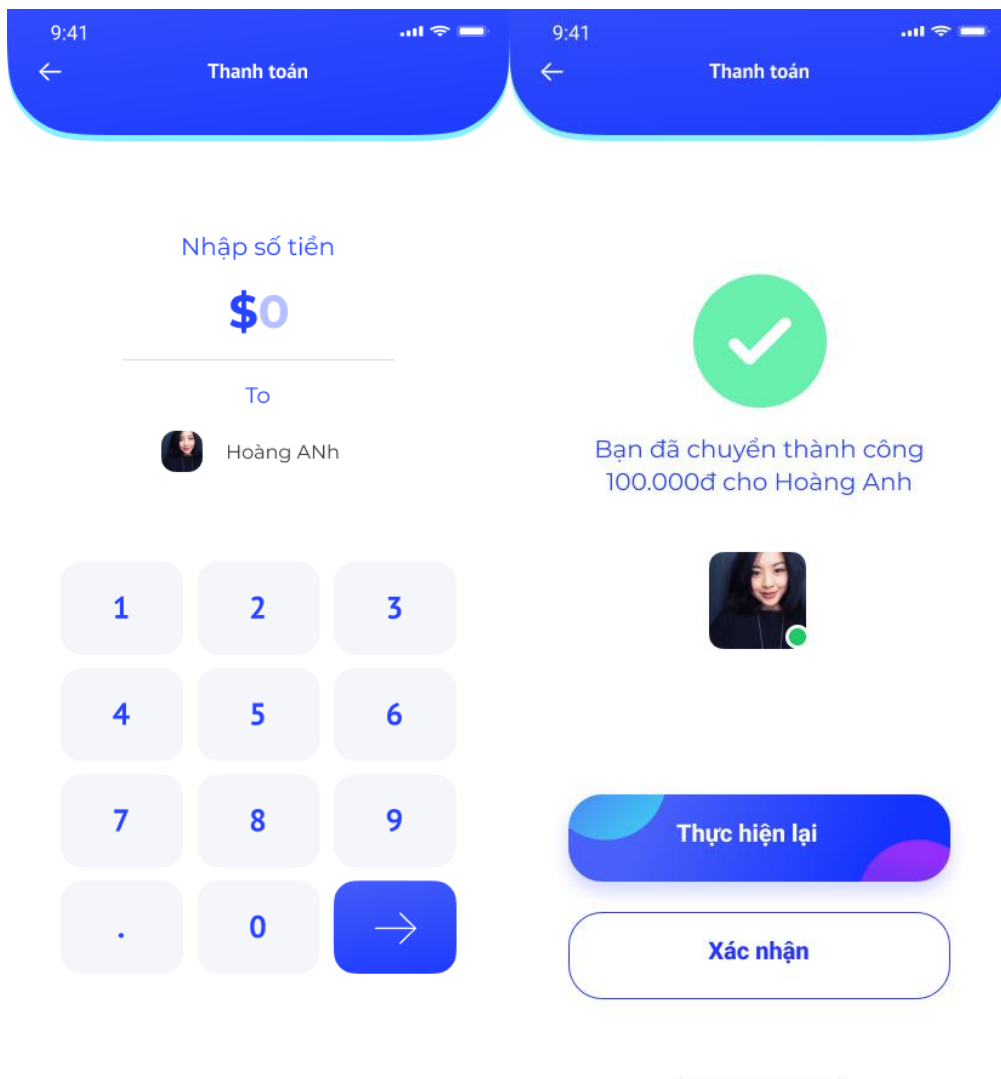 9:41
Thanh toán
Nhập số tiền
$0
To
Hoàng ANh
1 2 3
4 5 6
7 8 9
. 0
9:41
Thanh toán
Bạn đã chuyển thành công
100.000đ cho Hoàng Anh
Thực hiện lại
Xác nhận